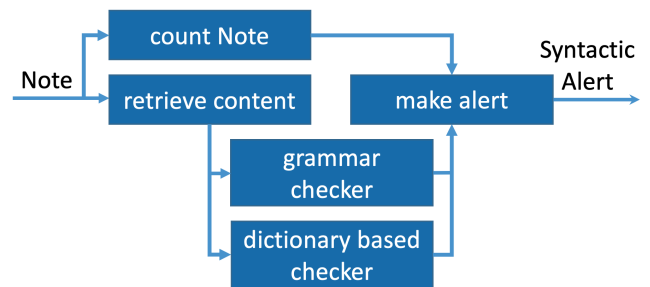 count Note
Syntactic
Alert
Note
retrieve content
make alert
grammar
checker
dictionary based
checker